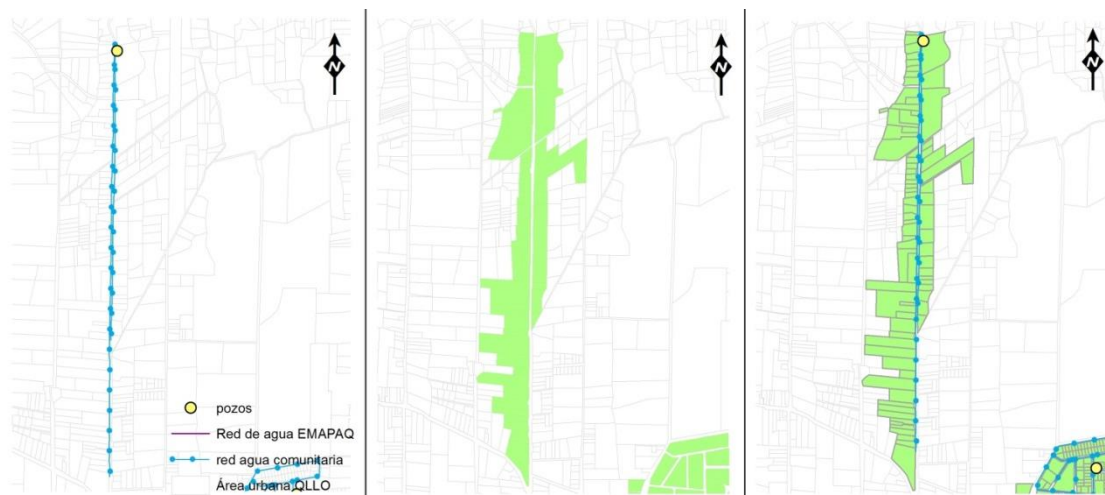 N
N
N
pozos
Red de agua EMAPAQ
red agua comunitaria
Área urbana QLLO